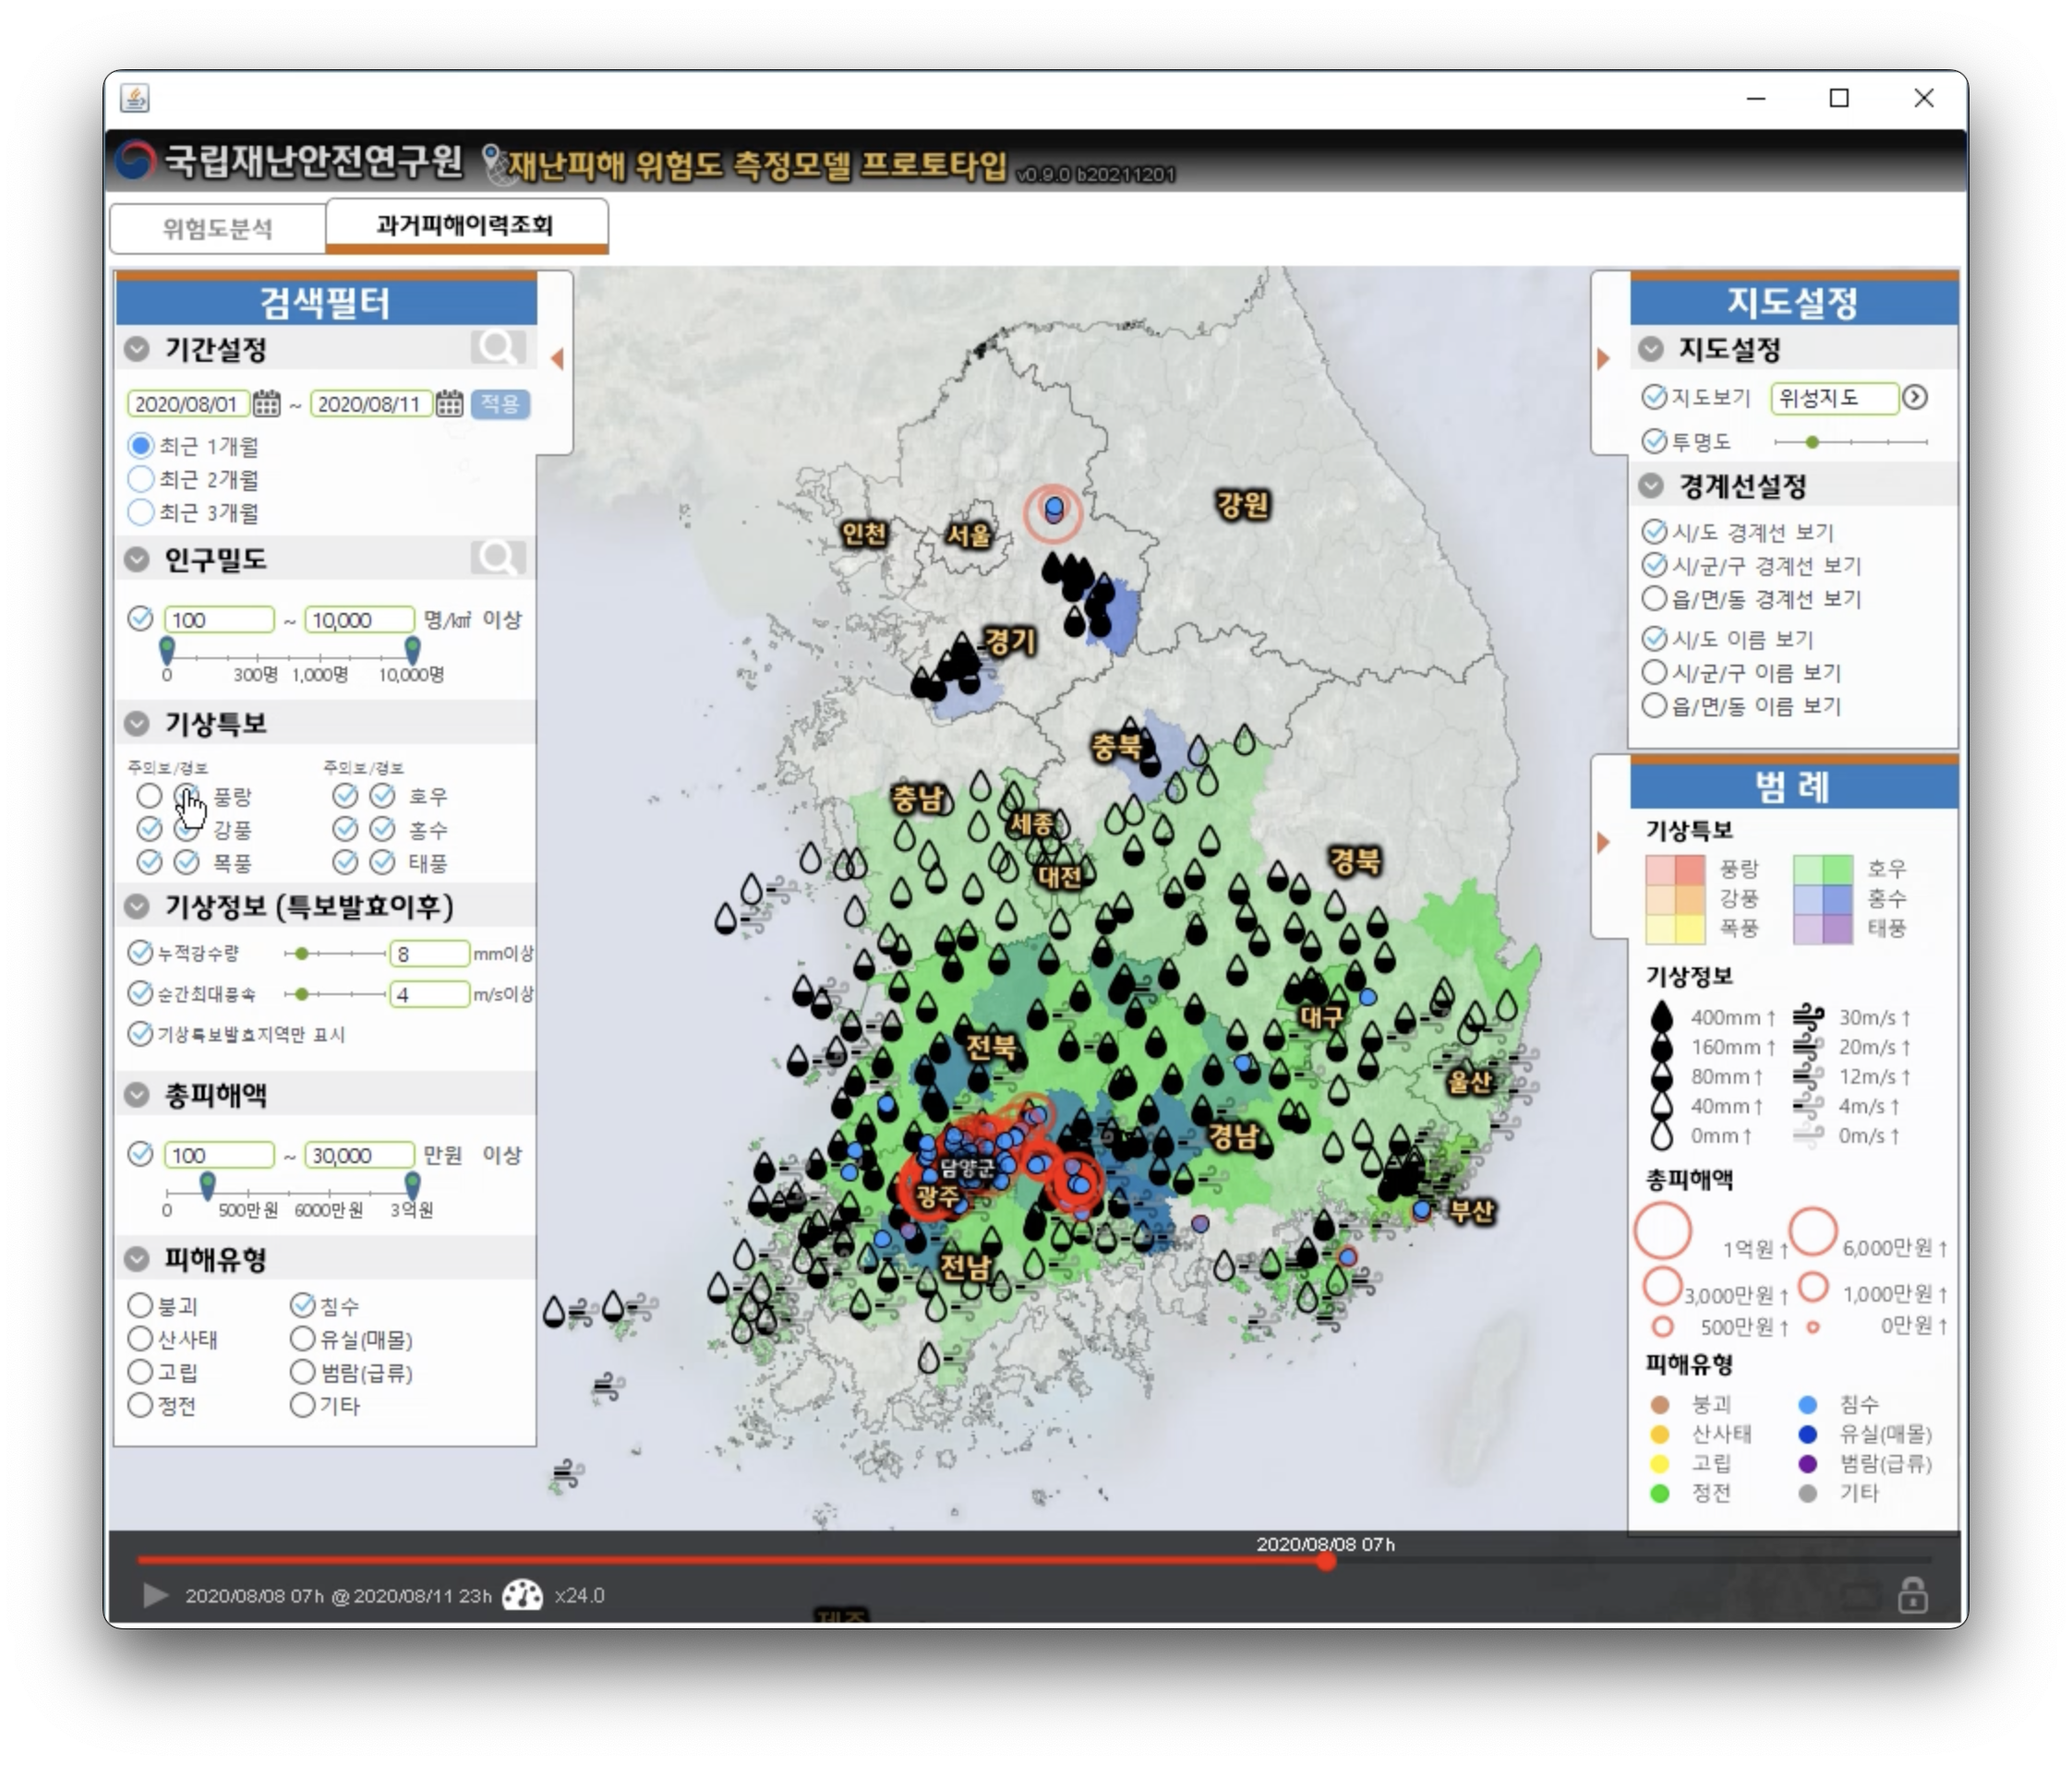 국립재난안전연구원 재난피해 위험도 측정모델 프로토타입 v0.9.0 b20211201
위험도분석 과거피해이력조회
검색필터
기간설정
2020/08/01 ~ 2020/08/11 적용
최근 1개월
최근 2개월
최근 3개월
인구밀도
100 ~ 10,000 명/㎢ 이상
0 300명 1,000명 10,000명
기상특보
주의보/경보 주의보/경보
풍랑 호우
강풍 홍수
폭풍 태풍
기상정보 (특보발효이후)
누적강수량 8 mm이상
순간최대풍속 4 m/s이상
기상특보발효지역만 표시
총피해액
100 ~ 30,000 만원 이상
0 500만원 6000만원 3억원
피해유형
붕괴 침수
산사태 유실(매몰)
고립 범람(급류)
정전 기타
강원
인천 서울
경기
충북
충남
세종
대전
경북
대구
전북
울산
경남
담양군
광주
부산
전남
제주
지도설정
지도설정
지도보기 위성지도
투명도
경계선설정
시/도 경계선 보기
시/군/구 경계선 보기
읍/면/동 경계선 보기
시/도 이름 보기
시/군/구 이름 보기
읍/면/동 이름 보기
범 례
기상특보
풍랑 호우
강풍 홍수
폭풍 태풍
기상정보
400mm↑ 30m/s↑
160mm↑ 20m/s↑
80mm↑ 12m/s↑
40mm↑ 4m/s↑
0mm↑ 0m/s↑
총피해액
1억원↑ 6,000만원↑
3,000만원↑ 1,000만원↑
500만원↑ 0만원↑
피해유형
붕괴 침수
산사태 유실(매몰)
고립 범람(급류)
정전 기타
2020/08/08 07h
2020/08/08 07h @ 2020/08/11 23h x24.0